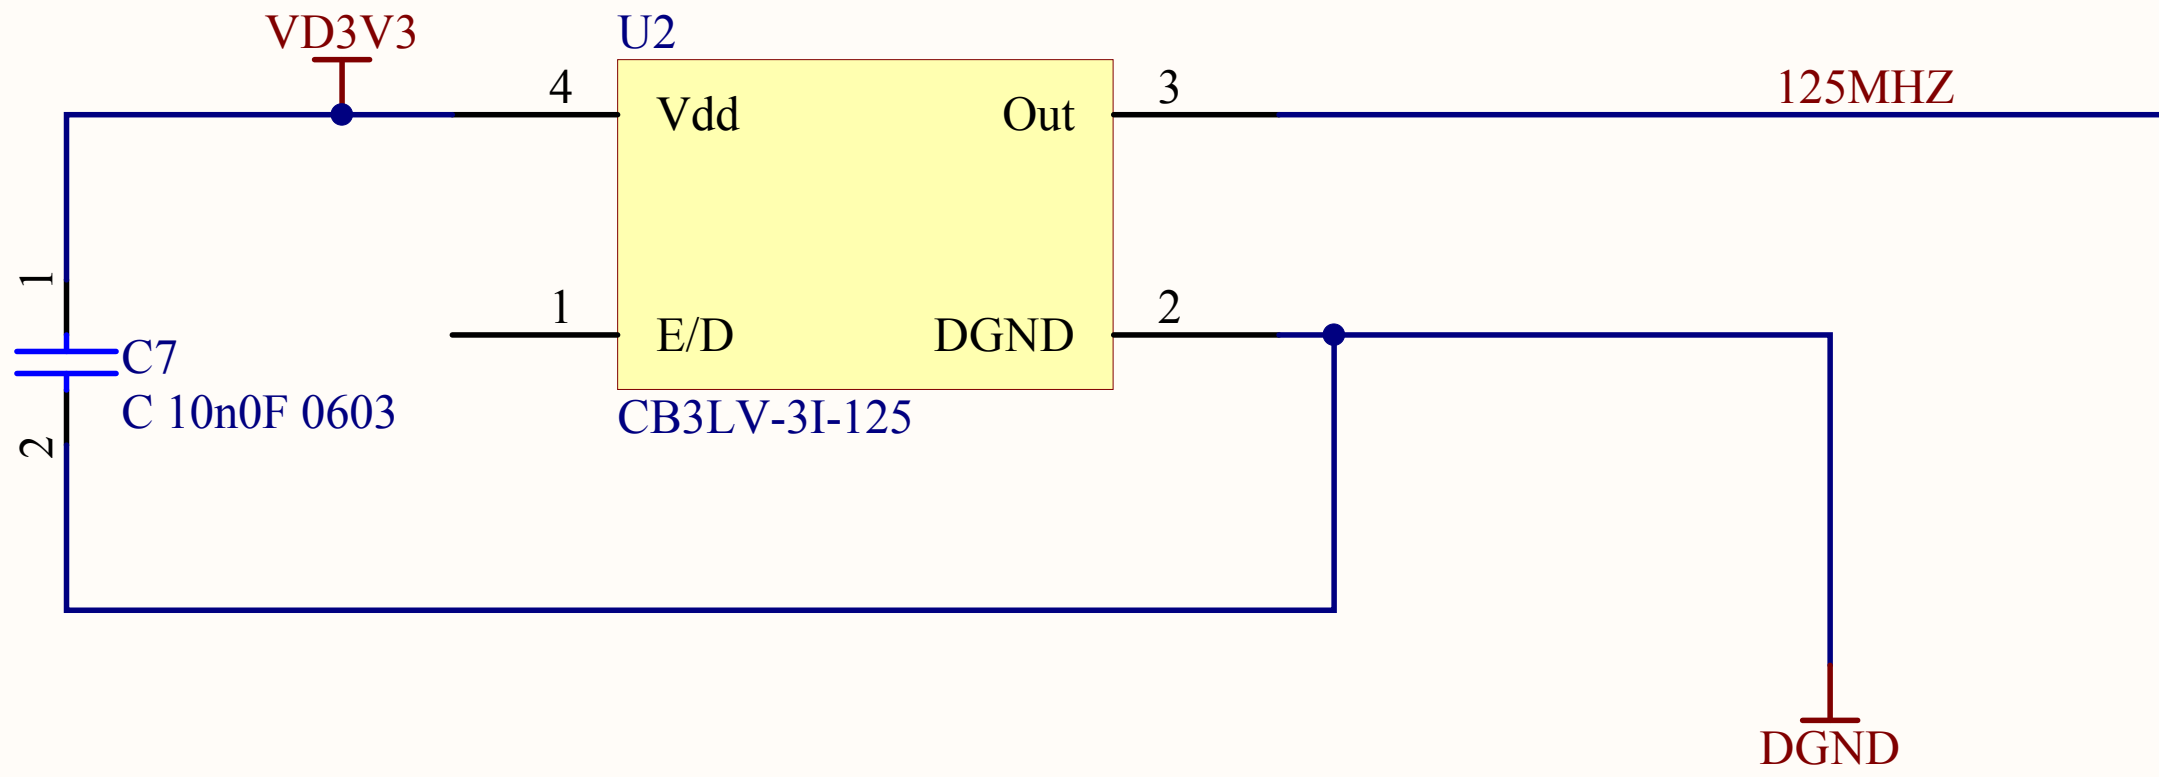 VD3V3
U2
4
Vdd
Out
3
125MHZ
1
1
E/D
DGND
2
C7
C 10n0F 0603
2
CB3LV-3I-125
DGND